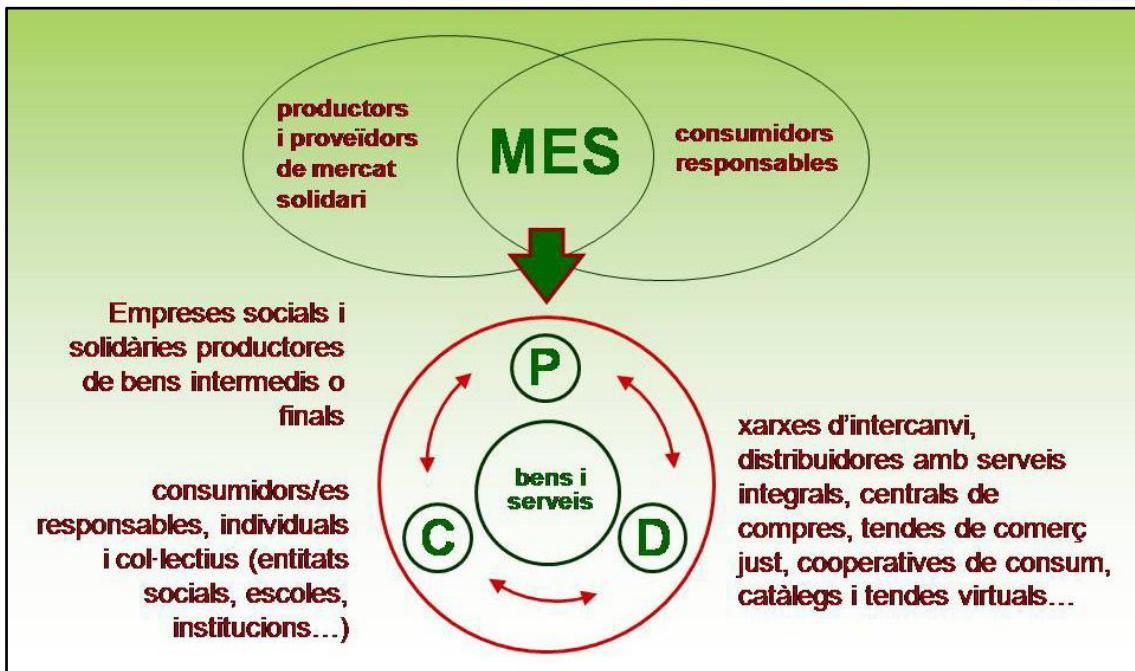 productors
i proveïdors
de mercat
solidari
MES
consumidors
responsables
Empreses socials i
solidàries productores
de bens intermedis o
finals
P
bens i
serveis
C
D
consumidors/es
responsables, individuals
i col·lectius (entitats
socials, escoles,
institucions...)
xarxes d'intercanvi,
distribuidores amb serveis
integrals, centrals de
compres, tendes de comerç
just, cooperatives de consum,
catàlegs i tendes virtuals...